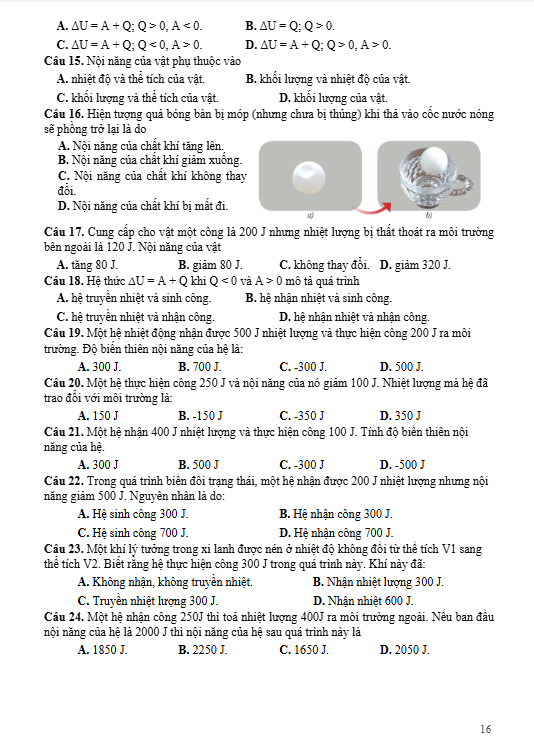 A. ΔU = A + Q; Q > 0, A < 0. B. ΔU = Q; Q > 0.
C. ΔU = A + Q; Q < 0, A > 0. D. ΔU = A + Q; Q > 0, A > 0.
Câu 15. Nội năng của vật phụ thuộc vào
A. nhiệt độ và thể tích của vật. B. khối lượng và nhiệt độ của vật.
C. khối lượng và thể tích của vật. D. khối lượng của vật.
Câu 16. Hiện tượng quả bóng bàn bị móp (nhưng chưa bị thủng) khi thả vào cốc nước nóng
sẽ phồng trở lại là do
A. Nội năng của chất khí tăng lên.
B. Nội năng của chất khí giảm xuống.
C. Nội năng của chất khí không thay
đổi.
D. Nội năng của chất khí bị mất đi.
a) b)
Câu 17. Cung cấp cho vật một công là 200 J nhưng nhiệt lượng bị thất thoát ra môi trường
bên ngoài là 120 J. Nội năng của vật
A. tăng 80 J. B. giảm 80 J. C. không thay đổi. D. giảm 320 J.
Câu 18. Hệ thức ΔU = A + Q khi Q < 0 và A > 0 mô tả quá trình
A. hệ truyền nhiệt và sinh công. B. hệ nhận nhiệt và sinh công.
C. hệ truyền nhiệt và nhận công. D. hệ nhận nhiệt và nhận công.
Câu 19. Một hệ nhiệt động nhận được 500 J nhiệt lượng và thực hiện công 200 J ra môi
trường. Độ biến thiên nội năng của hệ là:
A. 300 J. B. 700 J. C. -300 J. D. 500 J.
Câu 20. Một hệ thực hiện công 250 J và nội năng của nó giảm 100 J. Nhiệt lượng mà hệ đã
trao đổi với môi trường là:
A. 150 J B. -150 J C. -350 J D. 350 J
Câu 21. Một hệ nhận 400 J nhiệt lượng và thực hiện công 100 J. Tính độ biến thiên nội
năng của hệ.
A. 300 J B. 500 J C. -300 J D. -500 J
Câu 22. Trong quá trình biến đổi trạng thái, một hệ nhận được 200 J nhiệt lượng nhưng nội
năng giảm 500 J. Nguyên nhân là do:
A. Hệ sinh công 300 J. B. Hệ nhận công 300 J.
C. Hệ sinh công 700 J. D. Hệ nhận công 700 J.
Câu 23. Một khí lý tưởng trong xi lanh được nén ở nhiệt độ không đổi từ thể tích V1 sang
thể tích V2. Biết rằng hệ thực hiện công 300 J trong quá trình này. Khí này đã:
A. Không nhận, không truyền nhiệt. B. Nhận nhiệt lượng 300 J.
C. Truyền nhiệt lượng 300 J. D. Nhận nhiệt 600 J.
Câu 24. Một hệ nhận công 250J thì toả nhiệt lượng 400J ra môi trường ngoài. Nếu ban đầu
nội năng của hệ là 2000 J thì nội năng của hệ sau quá trình này là
A. 1850 J. B. 2250 J. C. 1650 J. D. 2050 J.
16